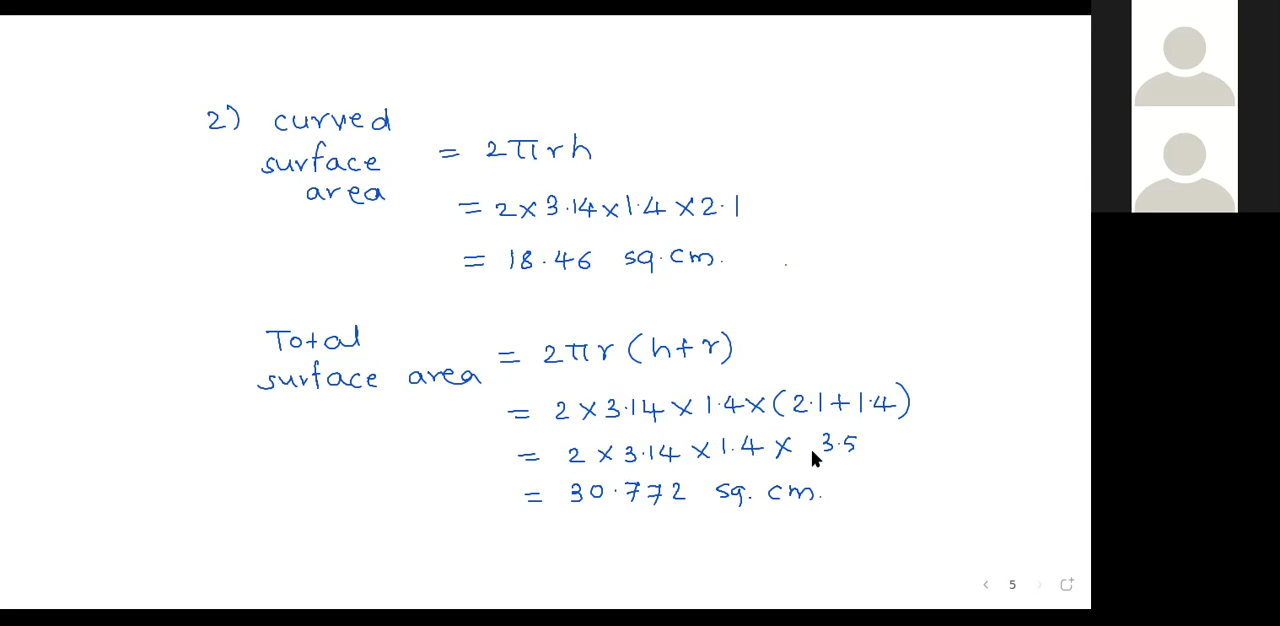 2) curved
surface
area
= 2πrh
= 2×3.14×1.4×2.1
= 18.46 sq.cm.
Total
surface area
= 2πr(h+r)
= 2×3.14×1.4×(2.1+1.4)
= 2×3.14×1.4× 3.5
= 30.772 sq. cm.
5